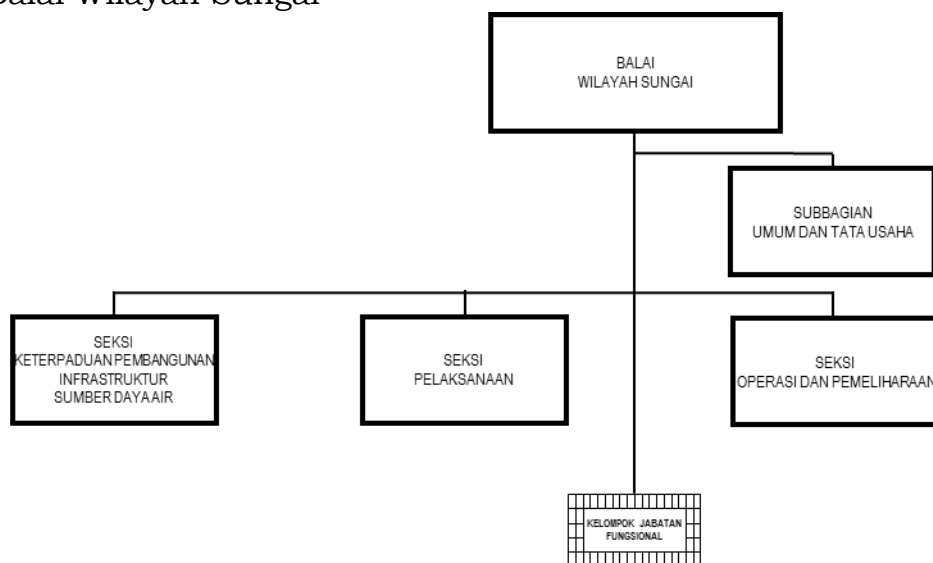 Balai Wilayah Sungai
BALAI
WILAYAH SUNGAI
SUBBAGIAN
UMUM DAN TATA USAHA
SEKSI
KETERPADUAN PEMBANGUNAN
INFRASTRUKTUR
SUMBER DAYA AIR
SEKSI
PELAKSANAAN
SEKSI
OPERASI DAN PEMELIHARAAN
KELOMPOK JABATAN
FUNGSIONAL